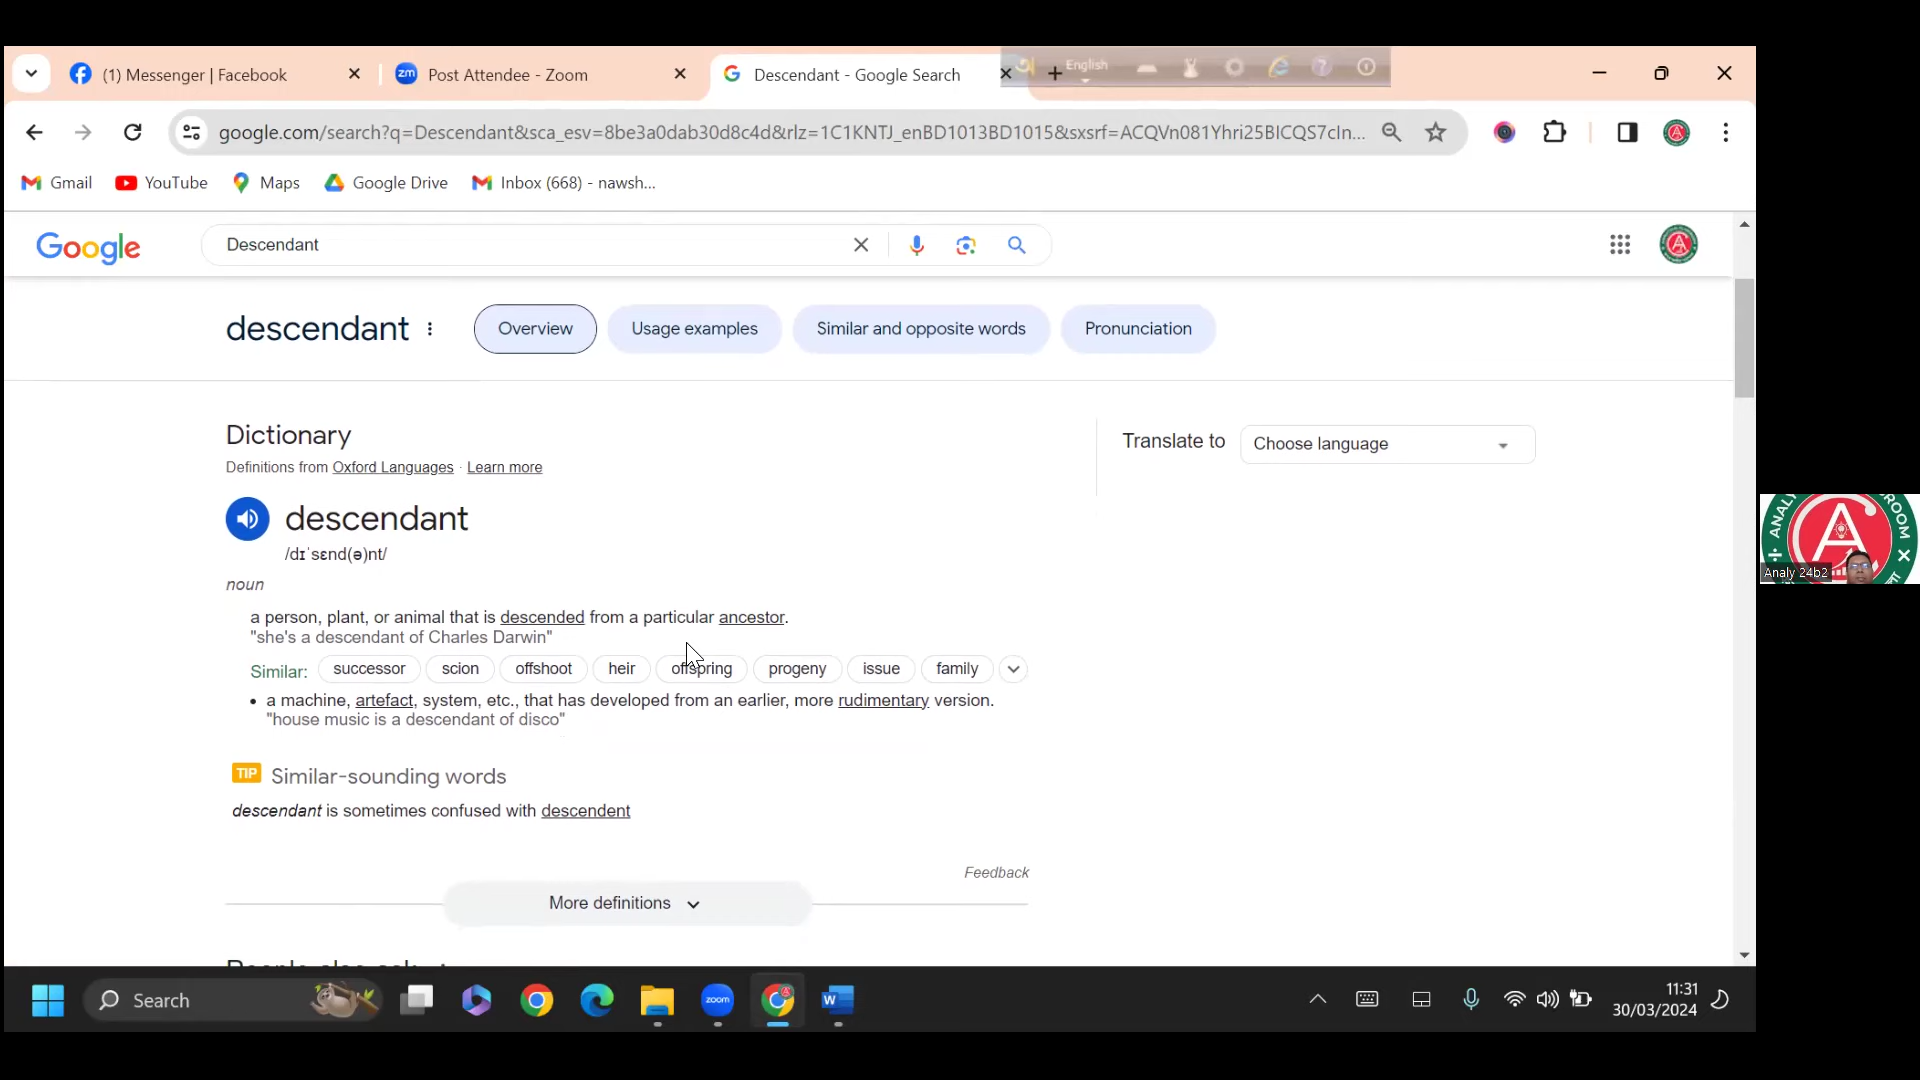 (1) Messenger | Facebook
Post Attendee - Zoom
Descendant - Google Search
English
google.com/search?q=Descendant&sca_esv=8be3a0dab30d8c4d&rlz=1C1KNTJ_enBD1013BD1015&sxsrf=ACQVn081Yhri25BICQS7cIn...
Gmail
YouTube
Maps
Google Drive
Inbox (668) - nawsh...
Google
Descendant
descendant
Overview
Usage examples
Similar and opposite words
Pronunciation
Dictionary
Definitions from Oxford Languages · Learn more
Translate to
Choose language
descendant
/dɪˈsɛnd(ə)nt/
noun
a person, plant, or animal that is descended from a particular ancestor.
"she's a descendant of Charles Darwin"
Similar:
successor
scion
offshoot
heir
offspring
progeny
issue
family
• a machine, artefact, system, etc., that has developed from an earlier, more rudimentary version.
"house music is a descendant of disco"
TIP Similar-sounding words
descendant is sometimes confused with descendent
Feedback
More definitions
Search
zoom
11:31
30/03/2024
Analy 24b2